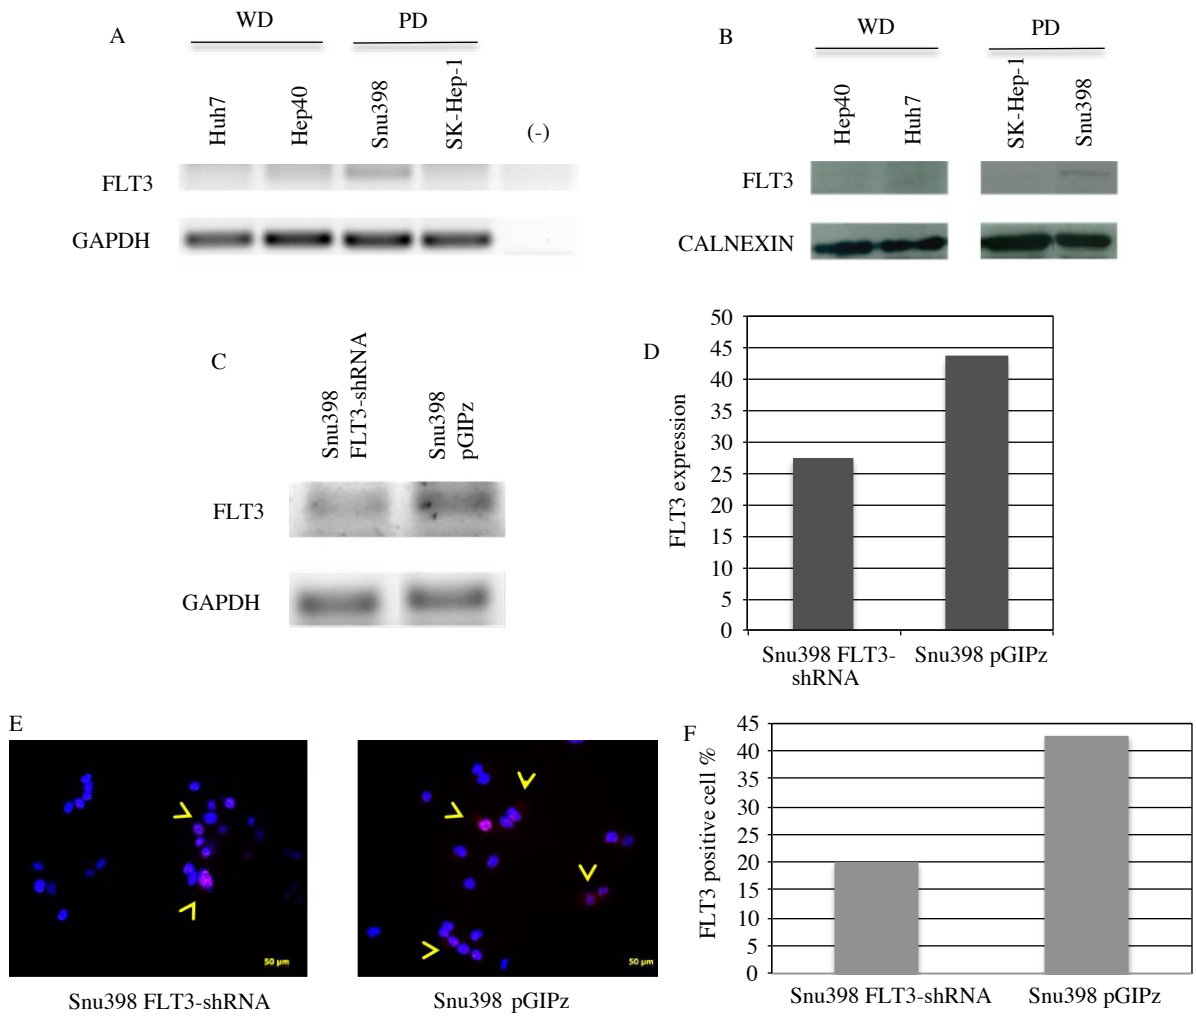 A
WD
PD
Huh7
Hep40
Snu398
SK-Hep-1
(-)
FLT3
GAPDH
B
WD
PD
Hep40
Huh7
SK-Hep-1
Snu398
FLT3
CALNEXIN
C
Snu398
FLT3-shRNA
Snu398
pGIPz
FLT3
GAPDH
D
FLT3 expression
50
45
40
35
30
25
20
15
10
5
0
Snu398 FLT3-
shRNA
Snu398 pGIPz
E
50 µm
50 µm
Snu398 FLT3-shRNA
Snu398 pGIPz
F
FLT3 positive cell %
45
40
35
30
25
20
15
10
5
0
Snu398 FLT3-shRNA
Snu398 pGIPz